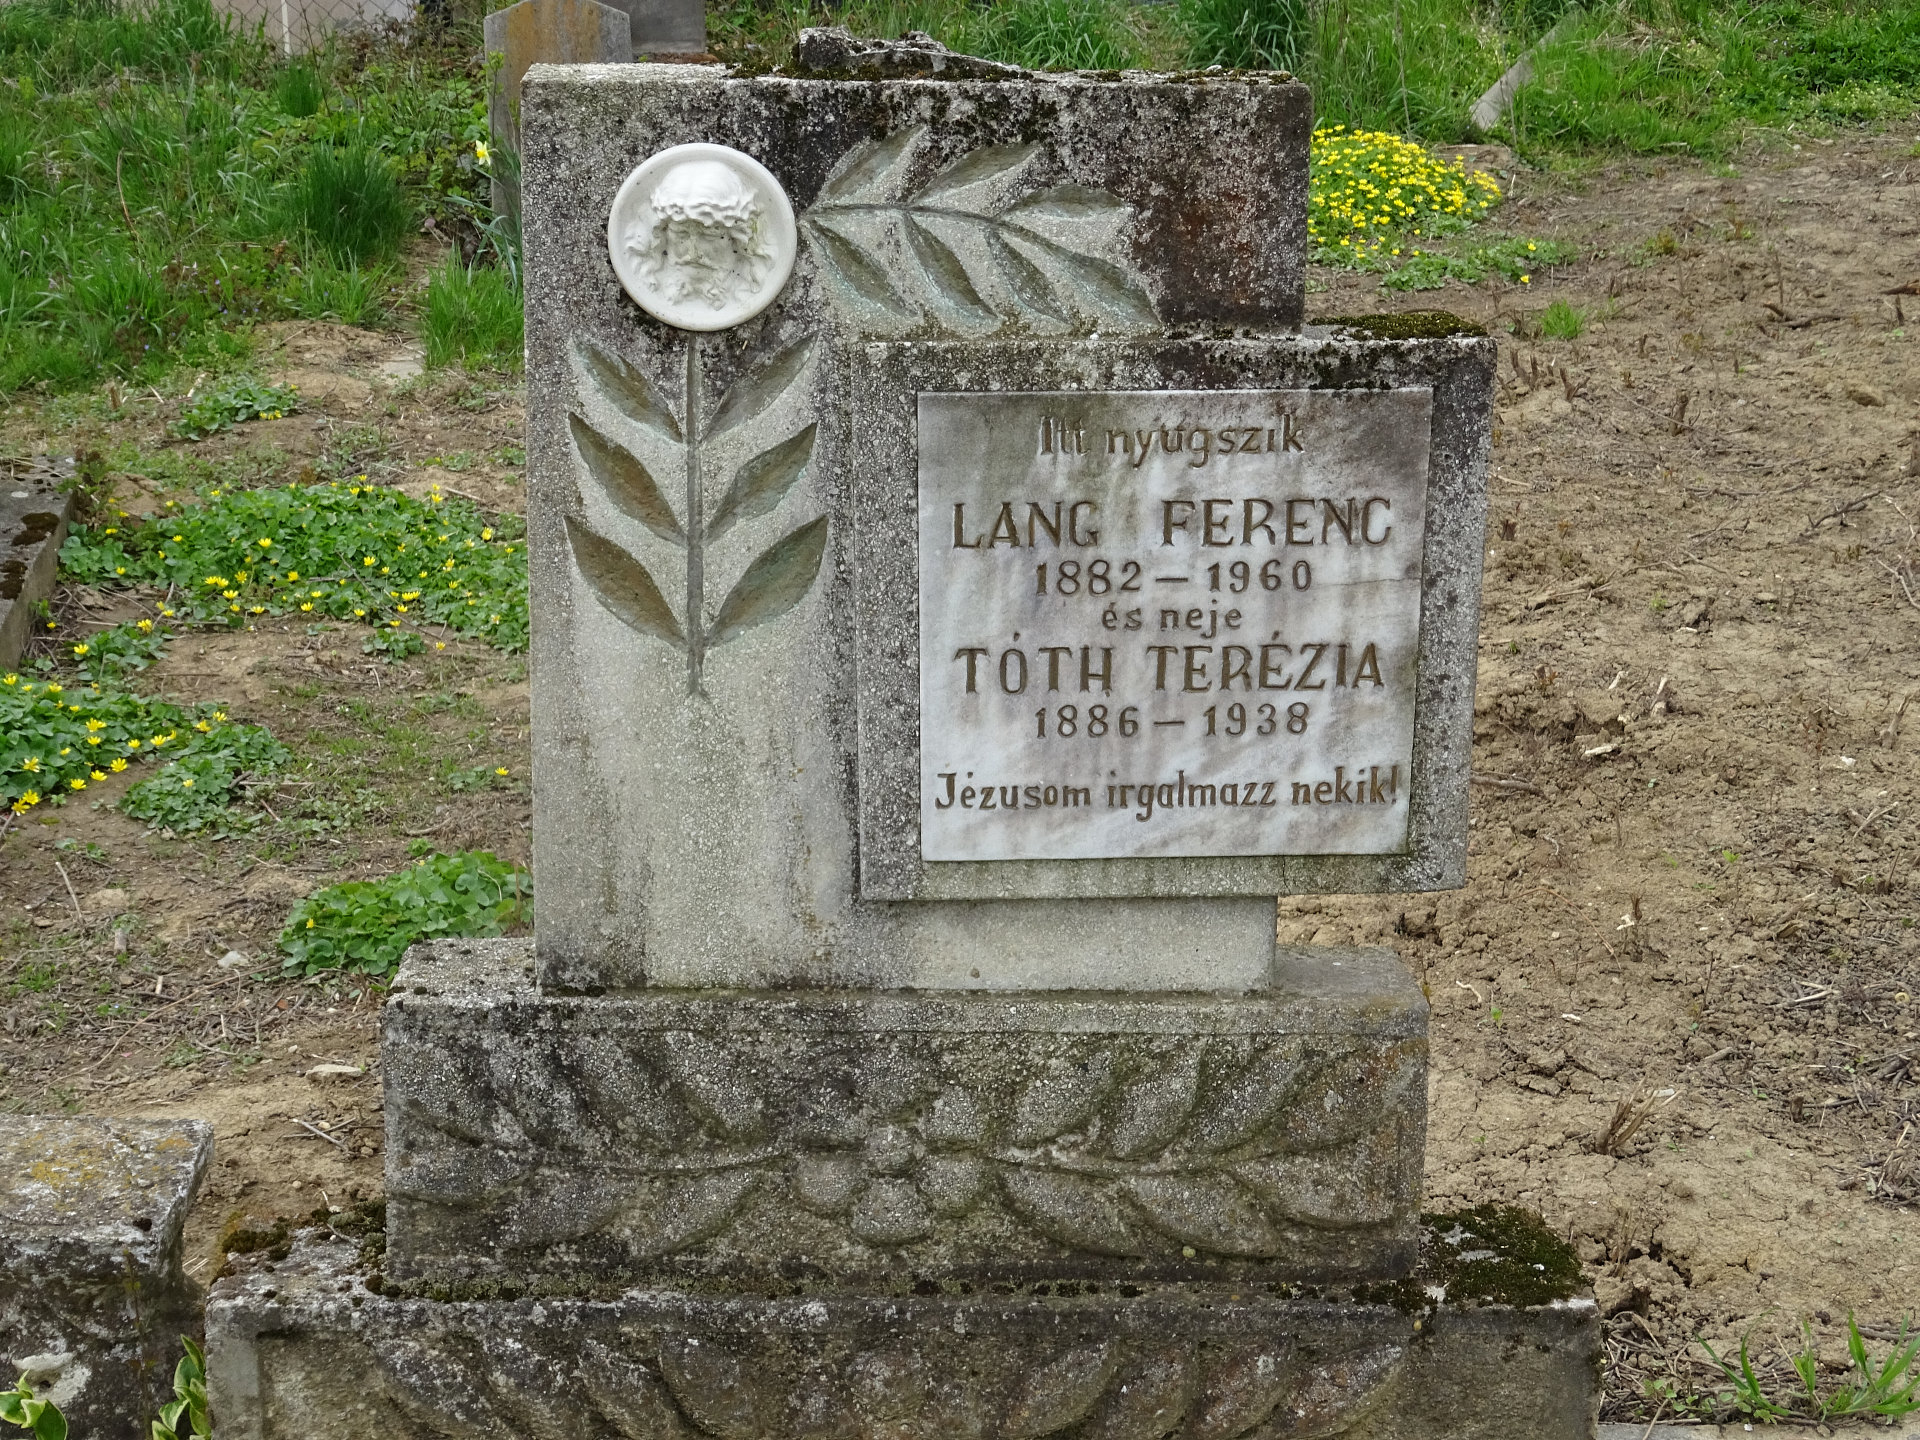 Itt nyugszik
LANG FERENC
1882 – 1960
és neje
TÓTH TERÉZIA
1886 – 1938
Jézusom irgalmazz nekik!